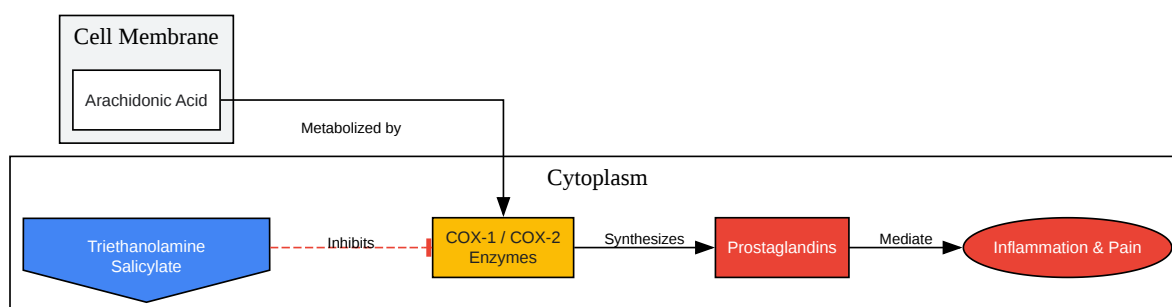 Cell Membrane
Arachidonic Acid
Metabolized by
Cytoplasm
Triethanolamine
Salicylate
Inhibits
COX-1 / COX-2
Enzymes
Synthesizes
Prostaglandins
Mediate
Inflammation & Pain